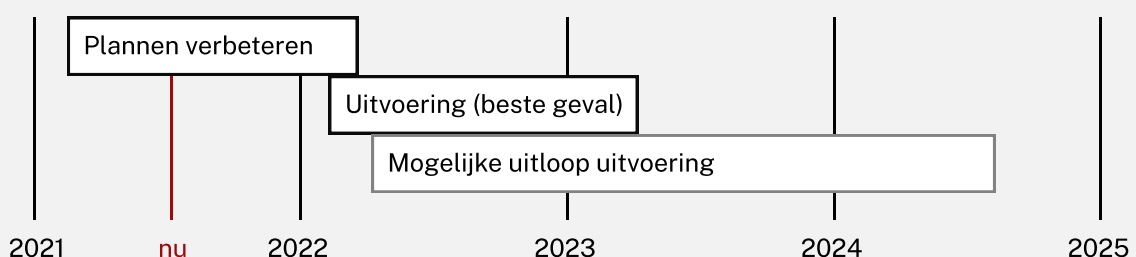 Plannen verbeteren
Uitvoering (beste geval)
Mogelijke uitloop uitvoering
2021 nu 2022 2023 2024 2025